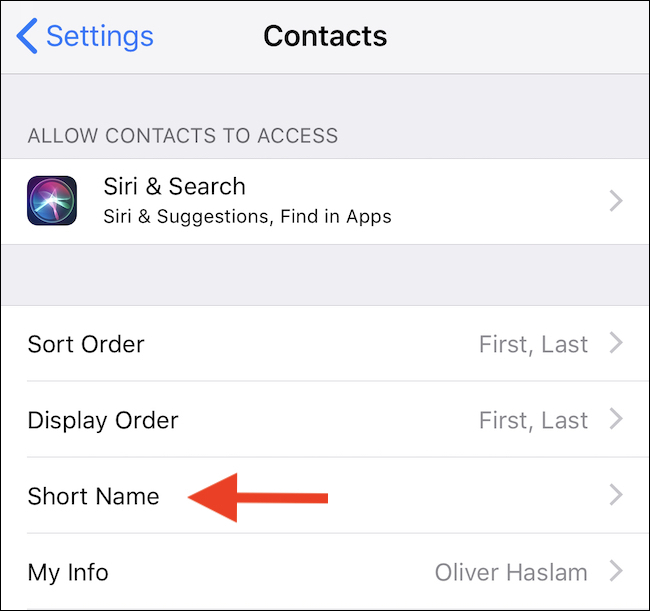 Settings
Contacts
ALLOW CONTACTS TO ACCESS
Siri & Search
Siri & Suggestions, Find in Apps
Sort Order First, Last
Display Order First, Last
Short Name
My Info Oliver Haslam